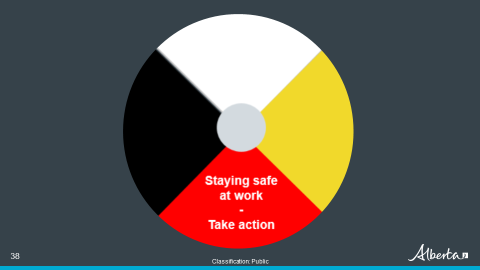 Staying safe
at work
-
Take action
38
Classification: Public
Alberta